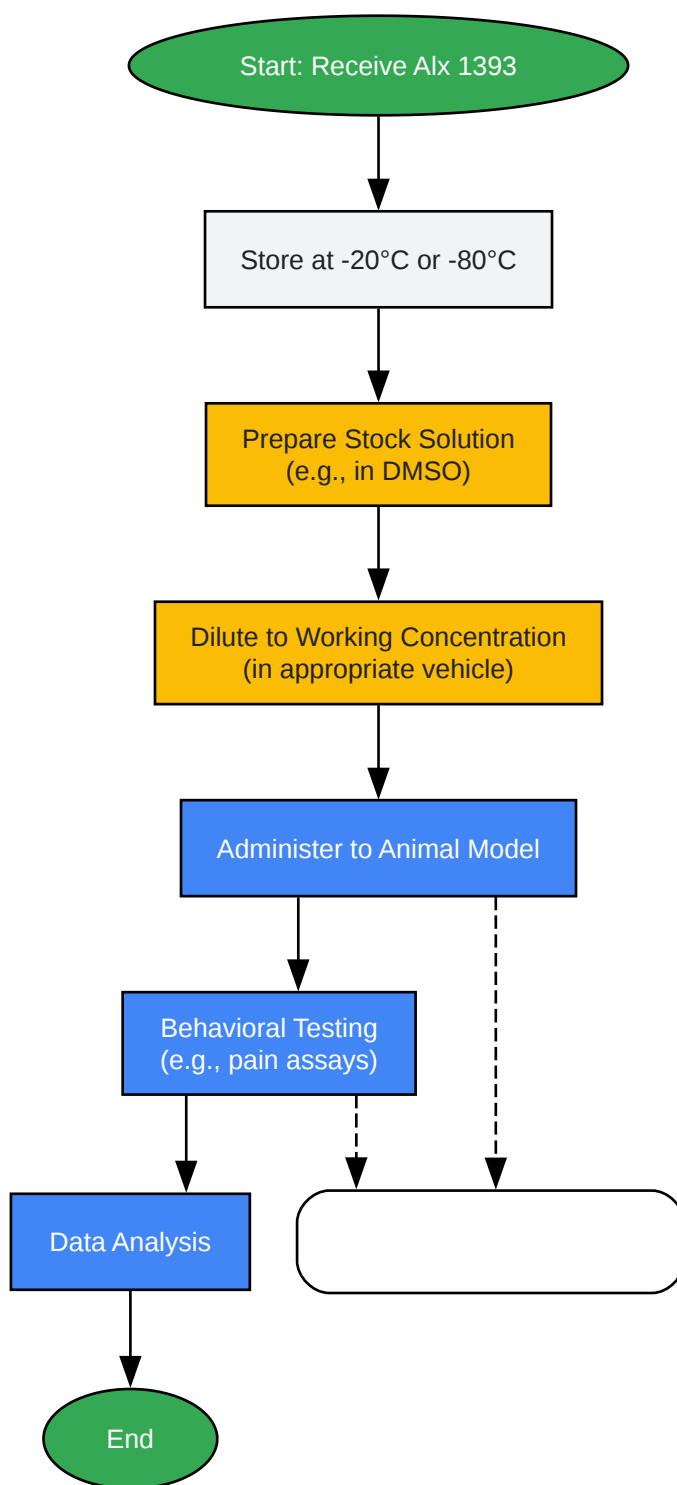 Start: Receive Alx 1393
Store at -20°C or -80°C
Prepare Stock Solution
(e.g., in DMSO)
Dilute to Working Concentration
(in appropriate vehicle)
Administer to Animal Model
Behavioral Testing
(e.g., pain assays)
Data Analysis
End